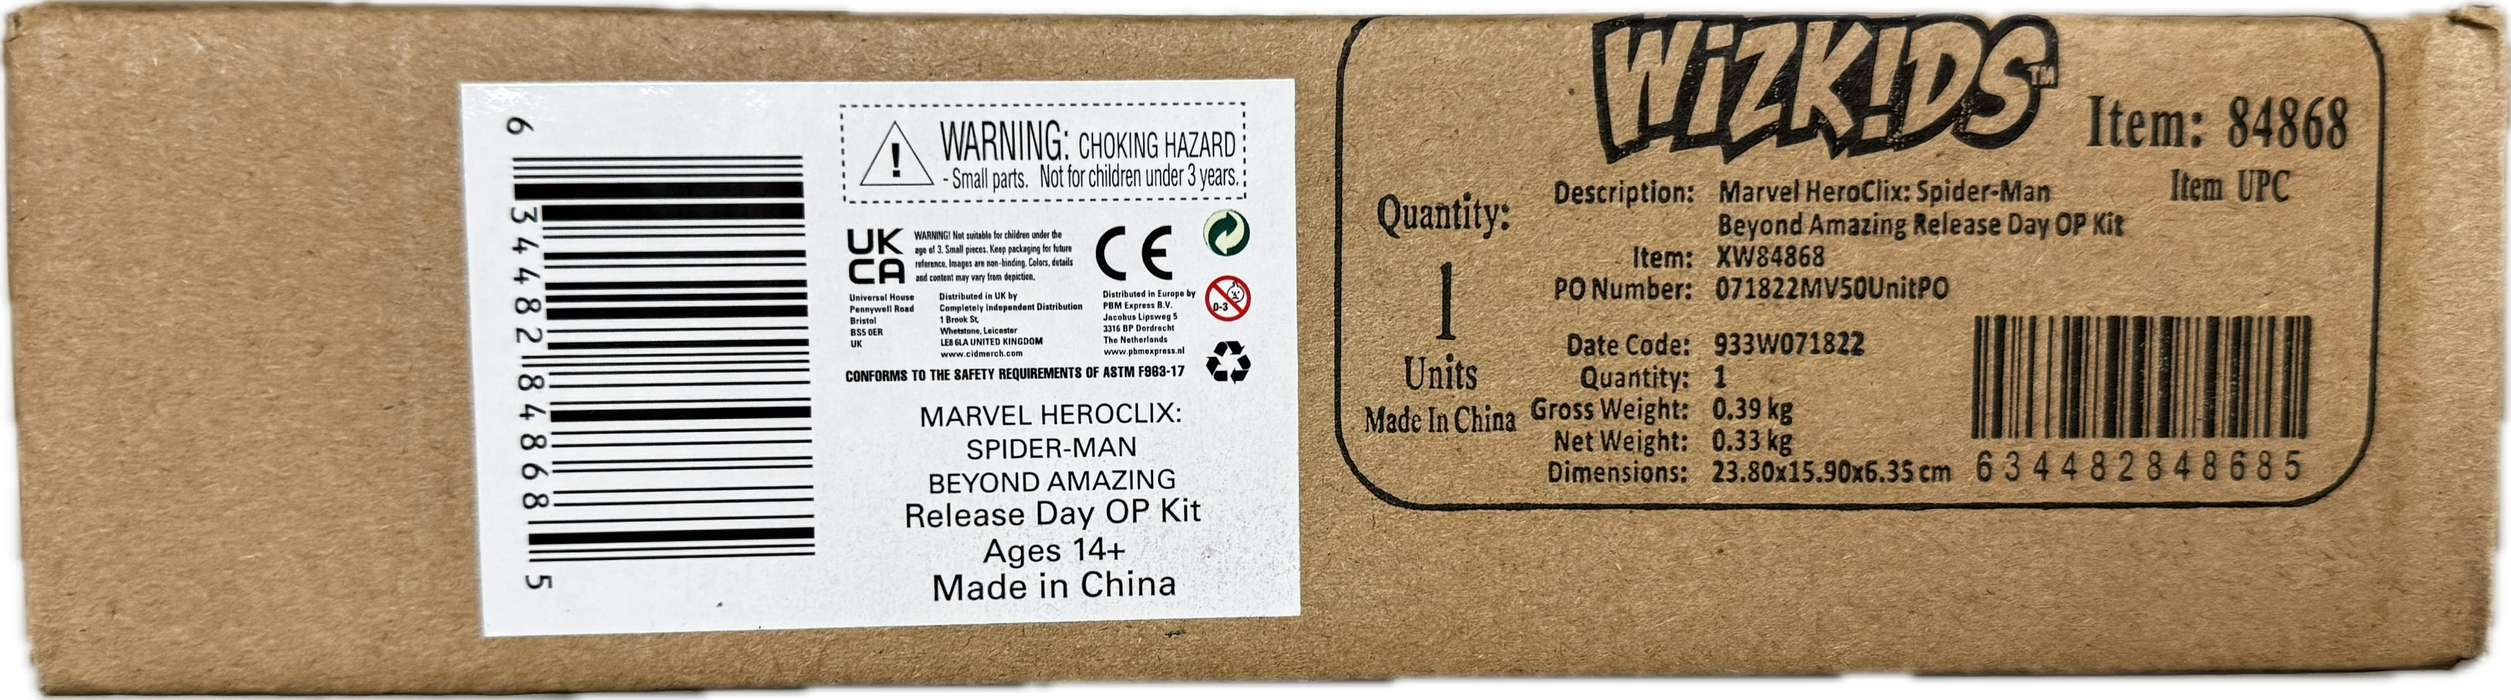 6 34482 84868 5
WARNING: CHOKING HAZARD
- Small parts. Not for children under 3 years.
UK
CA
WARNING! Not suitable for children under the
age of 3. Small pieces. Keep packaging for future
reference. Images are non-binding. Colors, details
and content may vary from depiction.
CE
0-3
Universal House
Pennywell Road
Bristol
BS5 0ER
UK
Distributed in UK by
Completely Independent Distribution
1 Brook St,
Whetstone, Leicester
LE8 6LA UNITED KINGDOM
www.cidmerch.com
Distributed in Europe by
PBM Express B.V.
Jacobus Lipsweg 5
3316 BP Dordrecht
The Netherlands
www.pbmexpress.nl
CONFORMS TO THE SAFETY REQUIREMENTS OF ASTM F963-17
MARVEL HEROCLIX:
SPIDER-MAN
BEYOND AMAZING
Release Day OP Kit
Ages 14+
Made in China
WIZK!DS™
Item: 84868
Item UPC
Quantity:
1
Units
Made In China
Description: Marvel HeroClix: Spider-Man
Beyond Amazing Release Day OP Kit
Item: XW84868
PO Number: 071822MV50UnitPO
Date Code: 933W071822
Quantity: 1
Gross Weight: 0.39 kg
Net Weight: 0.33 kg
Dimensions: 23.80x15.90x6.35 cm
634482848685